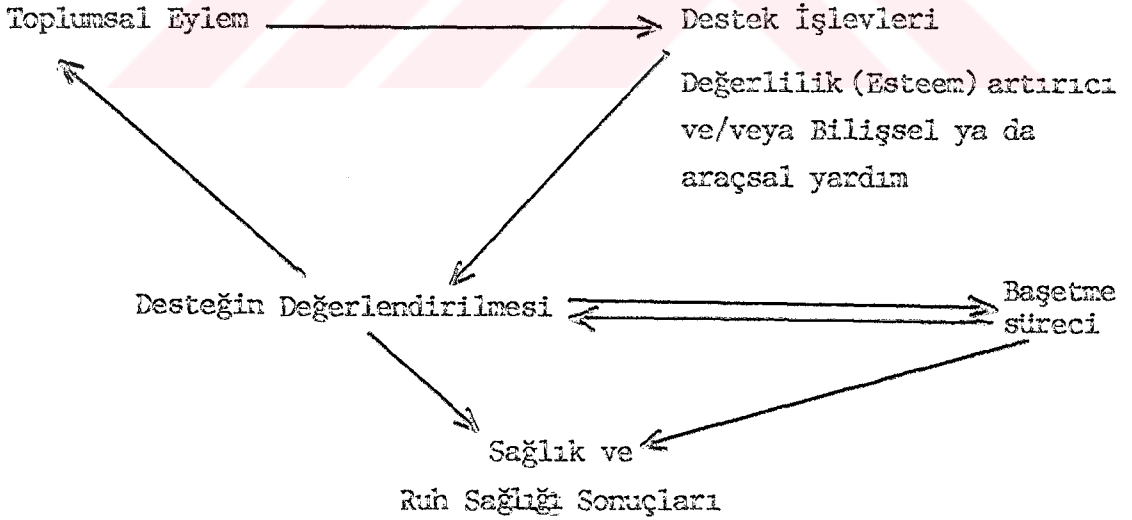 Toplumsal Eylem
Destek İşlevleri
Değerlilik (Esteem) artırıcı
ve/veya Bilişsel ya da
araçsal yardım
Desteğin Değerlendirilmesi
Başetme
süreci
Sağlık ve
Ruh Sağlığı Sonuçları